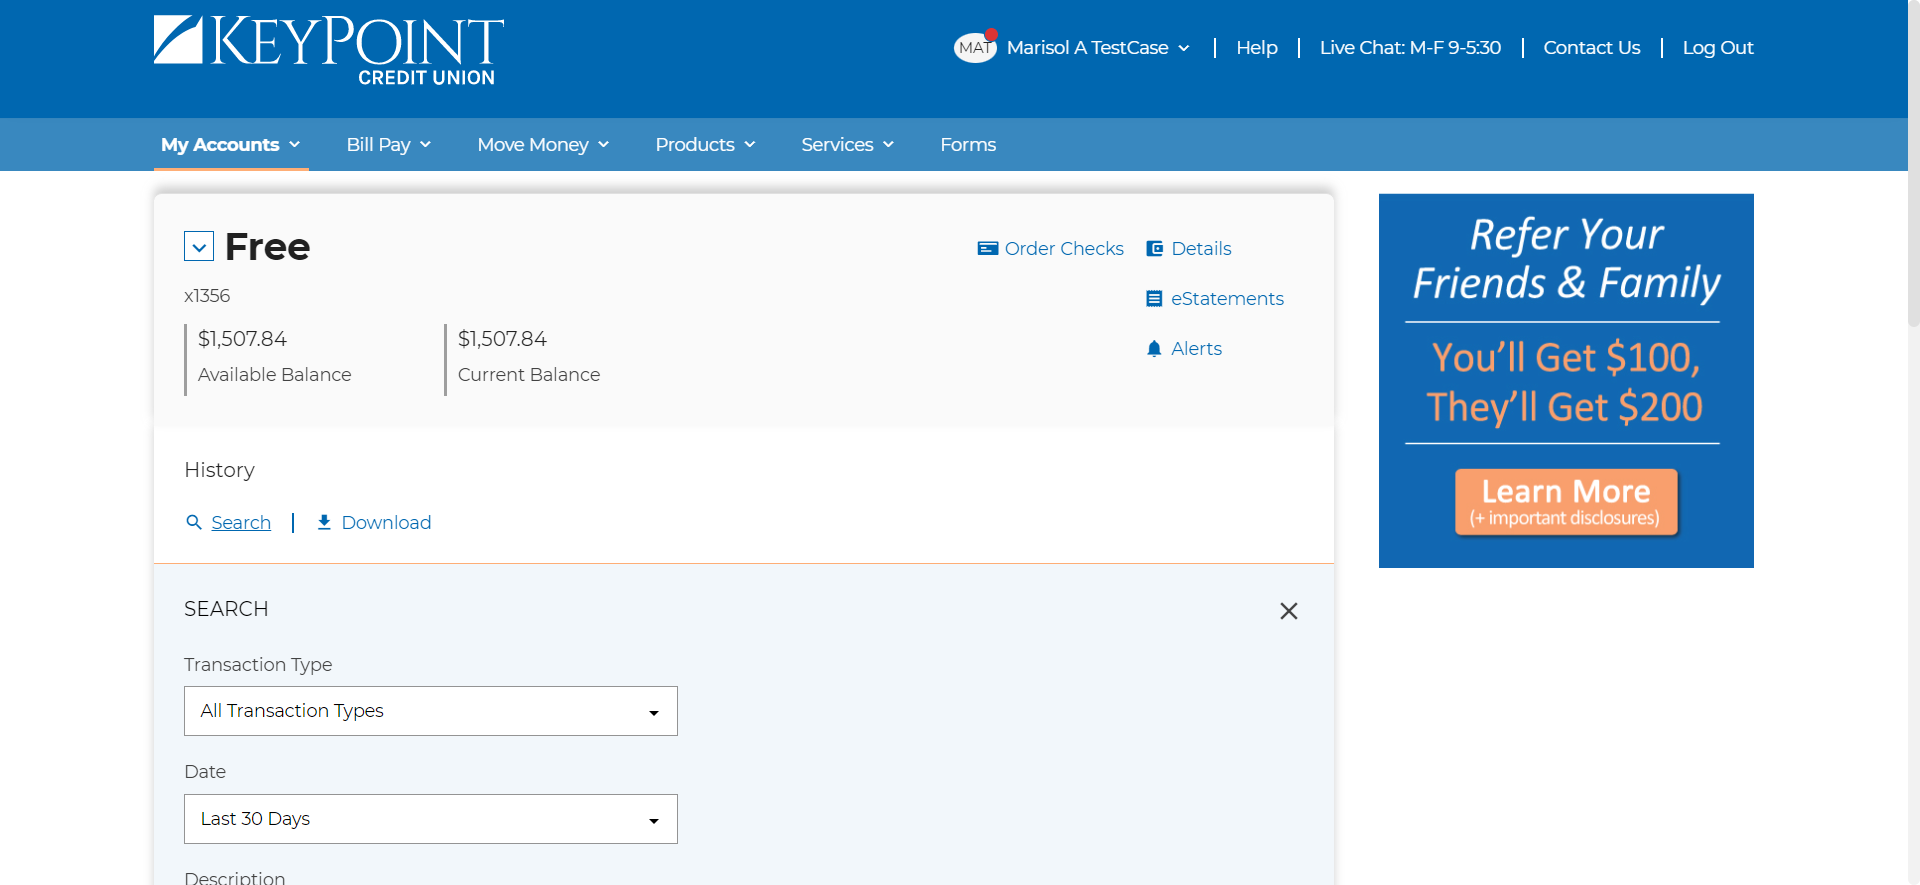 KEYPOINT
CREDIT UNION
MAT
Marisol A TestCase
Help
Live Chat: M-F 9-5:30
Contact Us
Log Out
My Accounts
Bill Pay
Move Money
Products
Services
Forms
Free
Order Checks
Details
x1356
eStatements
$1,507.84
$1,507.84
Available Balance
Current Balance
Alerts
History
Search
Download
SEARCH
Transaction Type
All Transaction Types
Date
Last 30 Days
Description
Refer Your
Friends & Family
You'll Get $100,
They'll Get $200
Learn More
(+ important disclosures)